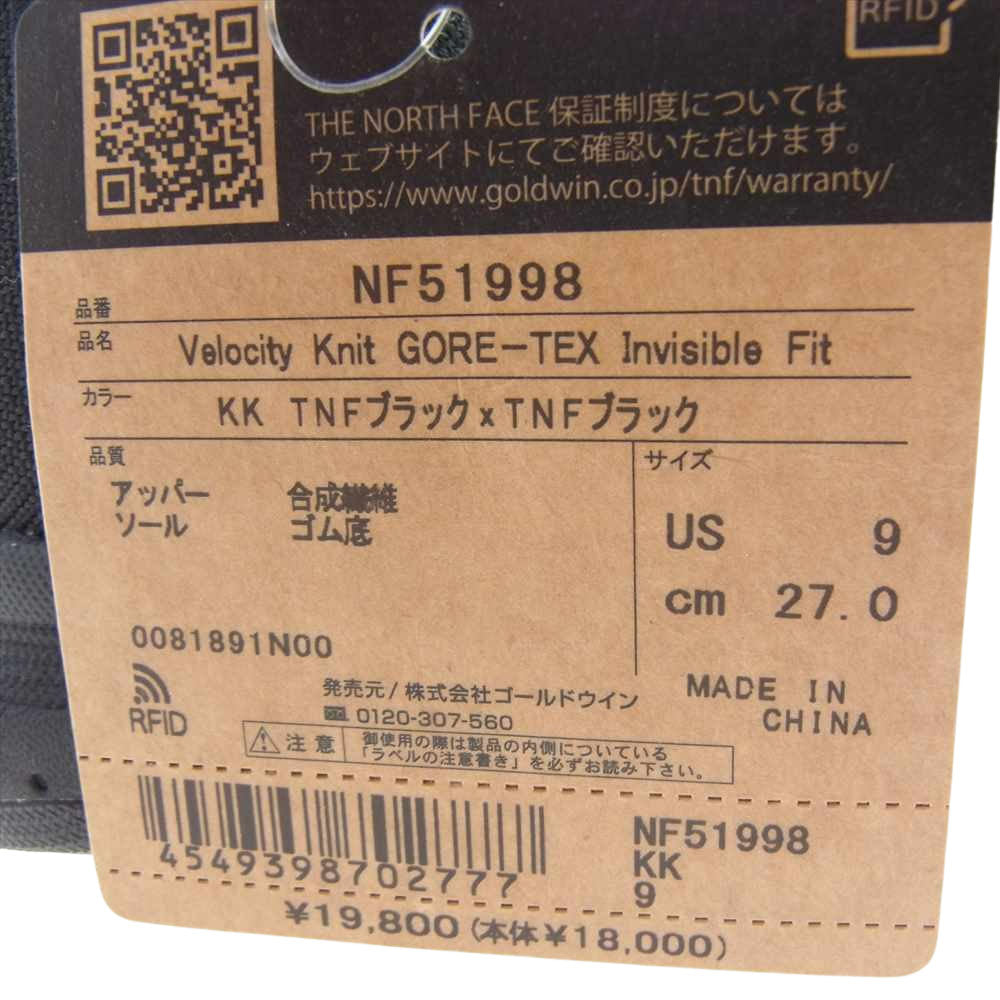 RFID
THE NORTH FACE 保証制度については
ウェブサイトにてご確認いただけます。
https://www.goldwin.co.jp/tnf/warranty/
品番 NF51998
品名 Velocity Knit GORE-TEX Invisible Fit
カラー KK TNFブラック×TNFブラック
品質
アッパー 合成繊維
ソール ゴム底
サイズ
US 9
cm 27.0
0081891N00
RFID
発売元/株式会社ゴールドウイン
0120-307-560
MADE IN
CHINA
注意 御使用の際は製品の内側についている
「ラベルの注意書き」を必ずお読み下さい。
4549398702777
NF51998
KK
9
¥19,800(本体¥18,000)